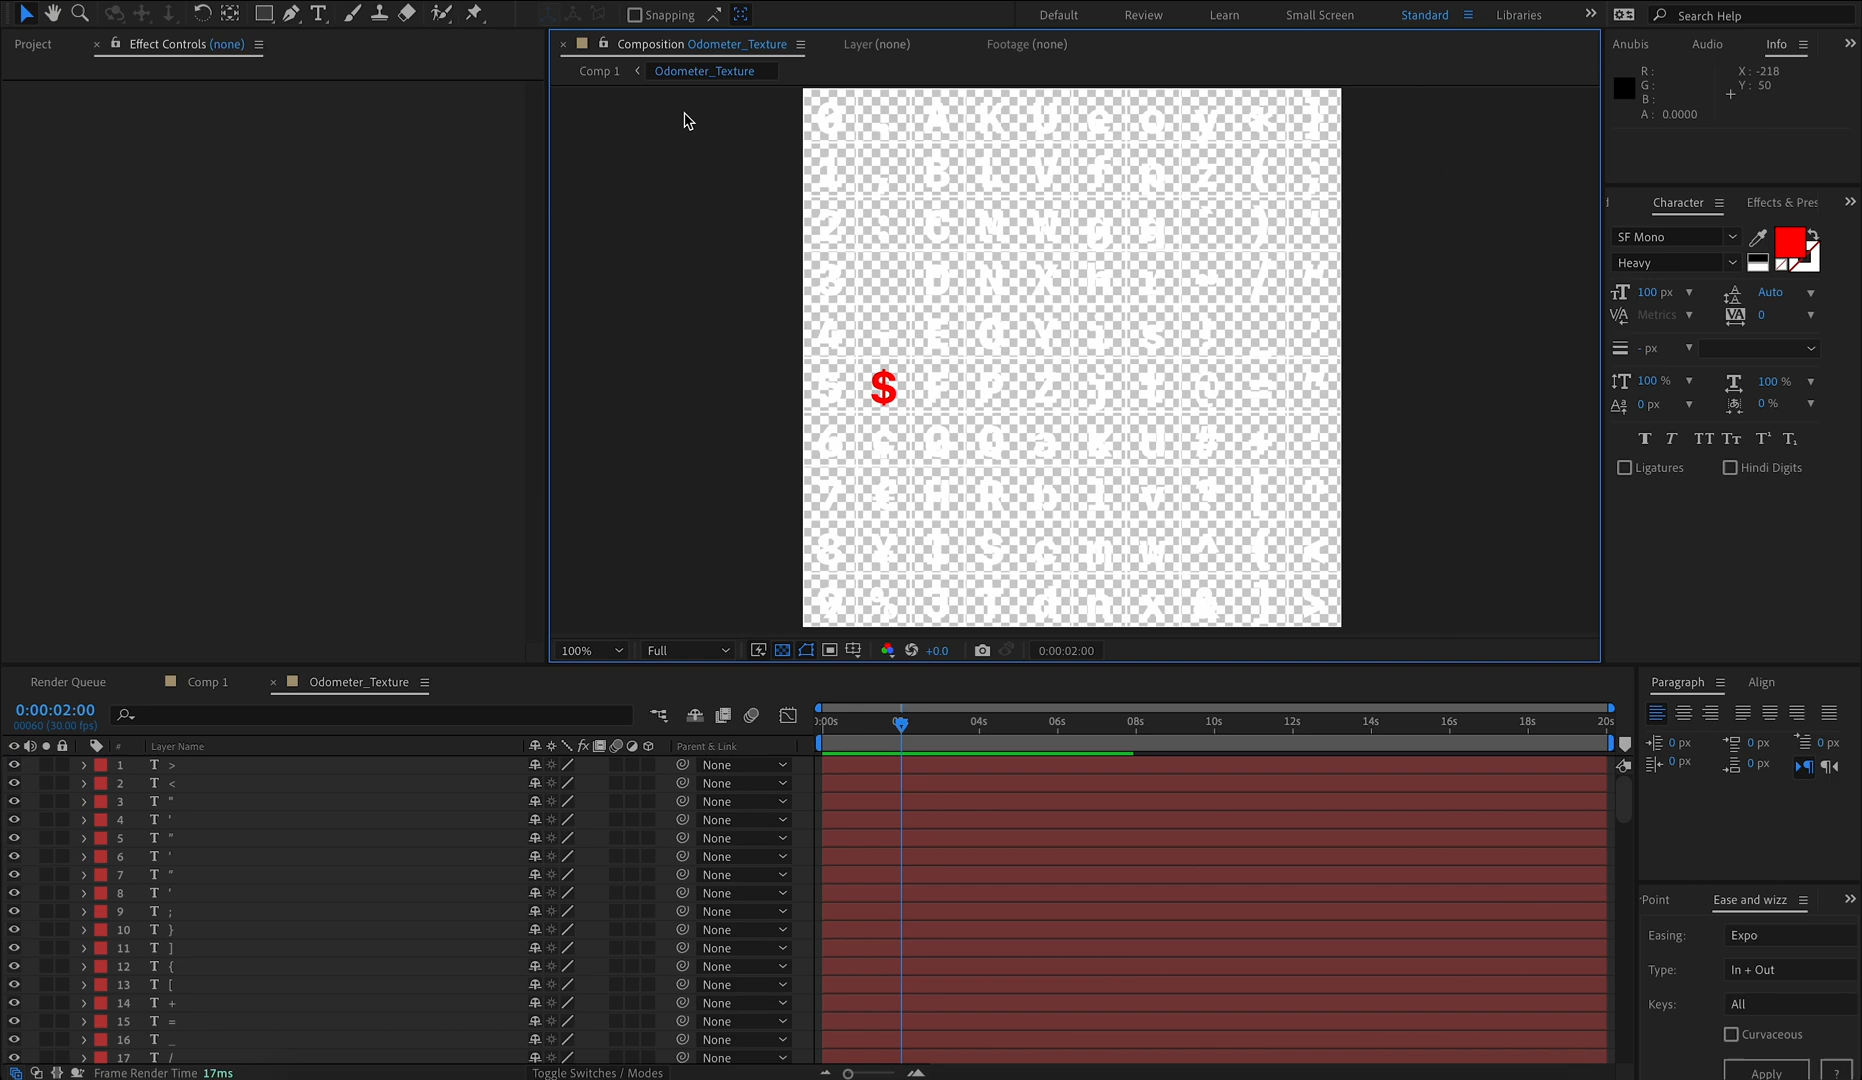 Snapping
Default
Review
Learn
Small Screen
Standard
Libraries
Search Help
Project
Effect Controls (none)
Composition Odometer_Texture
Layer (none)
Footage (none)
Anubis
Audio
Info
Comp 1
Odometer_Texture
R :
G :
B :
A : 0.0000
X : -218
Y : 50
Character
Effects & Pres
SF Mono
Heavy
100 px
Auto
Metrics
0
- px
100 %
100 %
0 px
0 %
Ligatures
Hindi Digits
$
100%
Full
+0.0
0:00:02:00
Render Queue
Comp 1
Odometer_Texture
Paragraph
Align
0:00:02:00
00060 (30.00 fps)
04s
06s
08s
10s
12s
14s
16s
18s
20s
# Layer Name
Parent & Link
0 px 0 px 0 px
0 px 0 px
1 T > None
2 T < None
3 T " None
4 T ' None
5 T " None
6 T ' None
7 T " None
8 T ' None
9 T ; None
10 T } None
11 T ] None
12 T { None
13 T [ None
14 T + None
15 T = None
16 T _ None
17 T / None
Point
Ease and wizz
Easing: Expo
Type: In + Out
Keys: All
Curvaceous
Apply
?
Frame Render Time 17ms
Toggle Switches / Modes